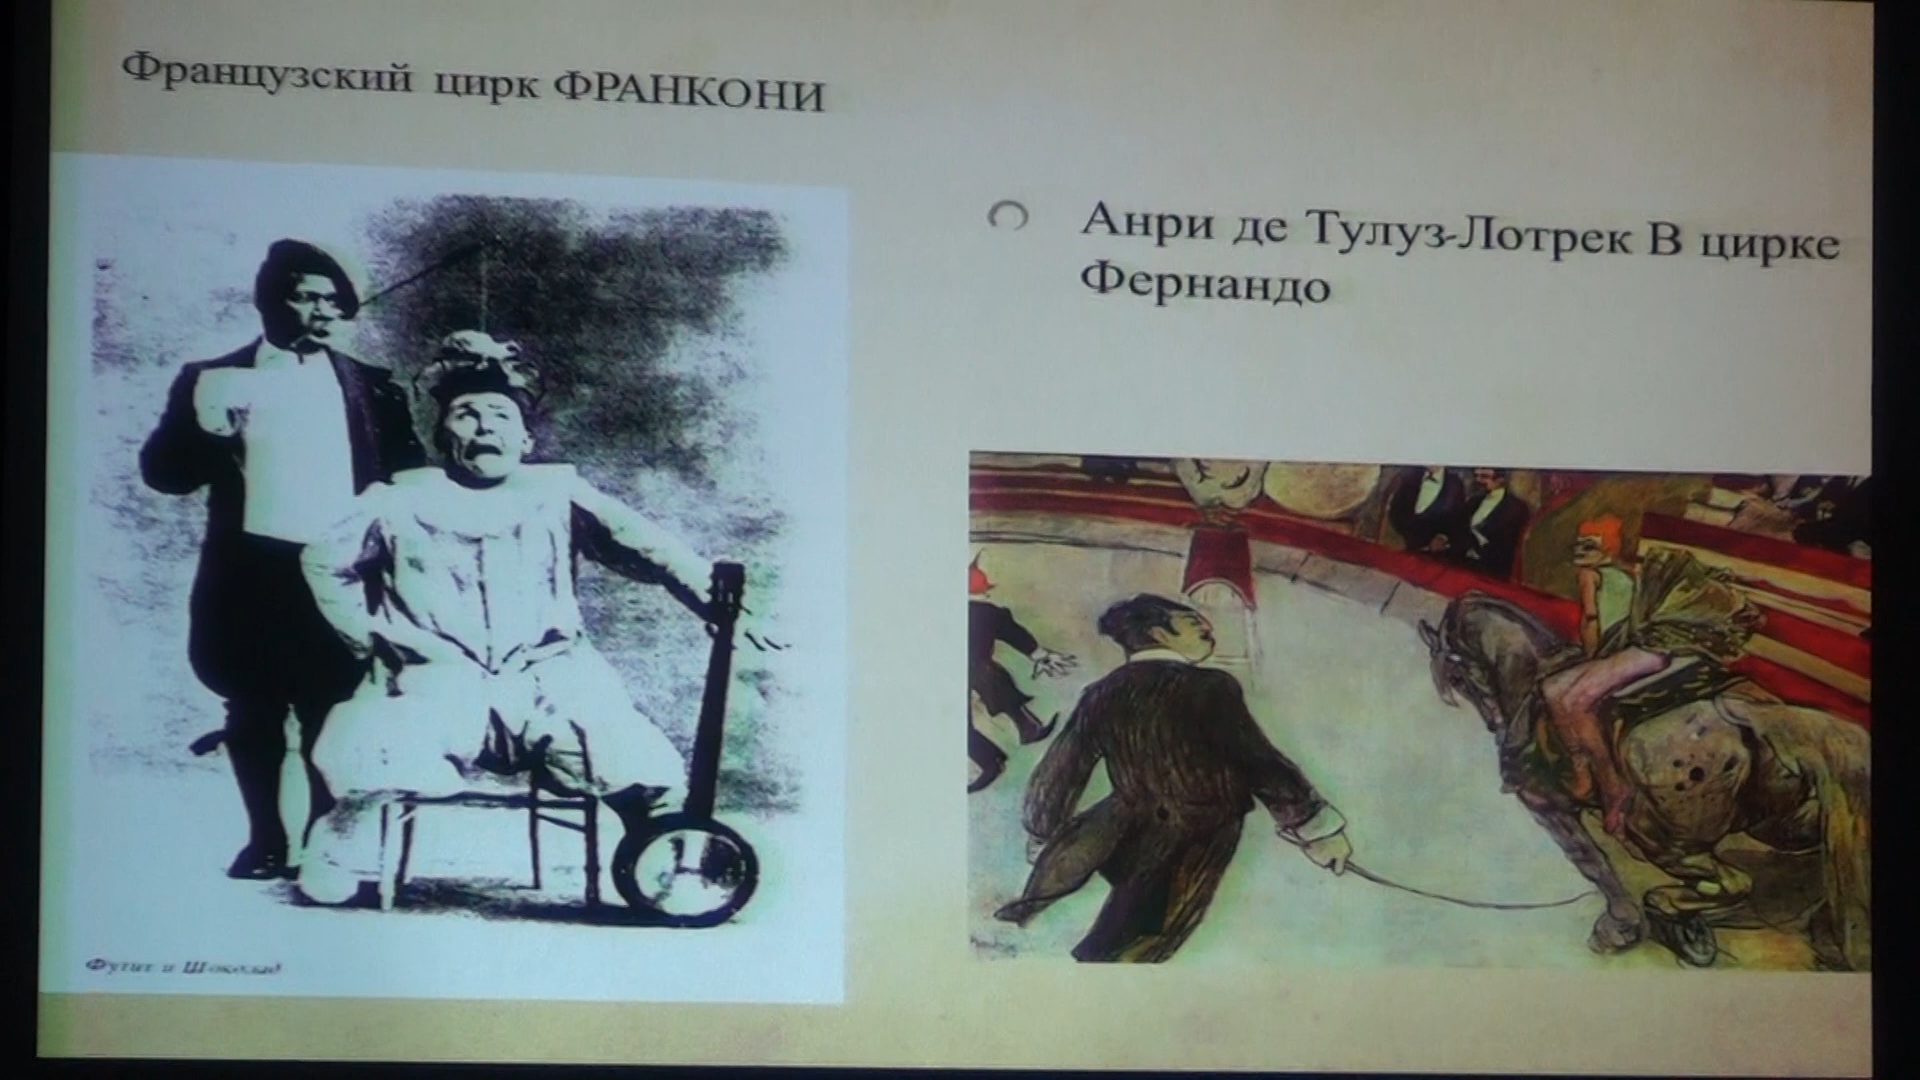 Французский цирк ФРАНКОНИ
Анри де Тулуз-Лотрек В цирке
Фернандо
Футит и Шоколад